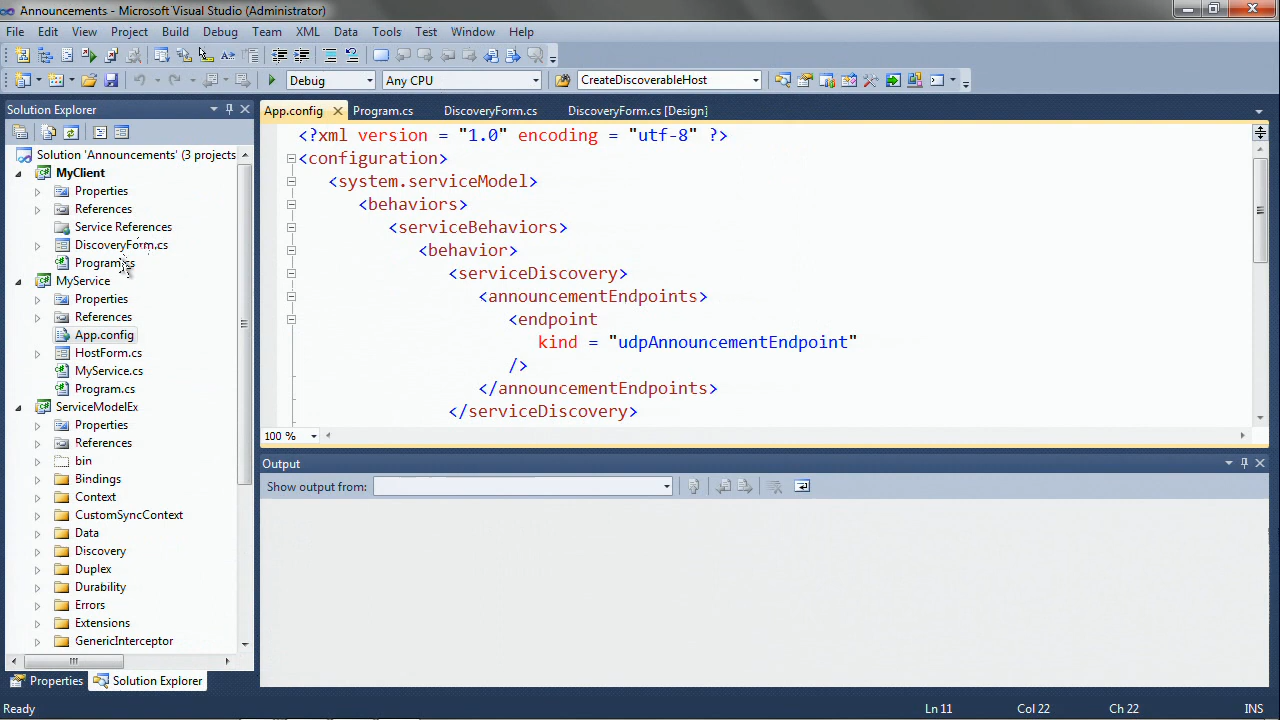 Announcements - Microsoft Visual Studio (Administrator)
File Edit View Project Build Debug Team XML Data Tools Test Window Help
Debug Any CPU CreateDiscoverableHost
Solution Explorer
Solution 'Announcements' (3 projects
MyClient
Properties
References
Service References
DiscoveryForm.cs
Program.cs
MyService
Properties
References
App.config
HostForm.cs
MyService.cs
Program.cs
ServiceModelEx
Properties
References
bin
Bindings
Context
CustomSyncContext
Data
Discovery
Duplex
Durability
Errors
Extensions
GenericInterceptor
Properties Solution Explorer
App.config Program.cs DiscoveryForm.cs DiscoveryForm.cs [Design]
<?xml version = "1.0" encoding = "utf-8" ?>
<configuration>
<system.serviceModel>
<behaviors>
<serviceBehaviors>
<behavior>
<serviceDiscovery>
<announcementEndpoints>
<endpoint
kind = "udpAnnouncementEndpoint"
/>
</announcementEndpoints>
</serviceDiscovery>
100 %
Output
Show output from:
Ready Ln 11 Col 22 Ch 22 INS